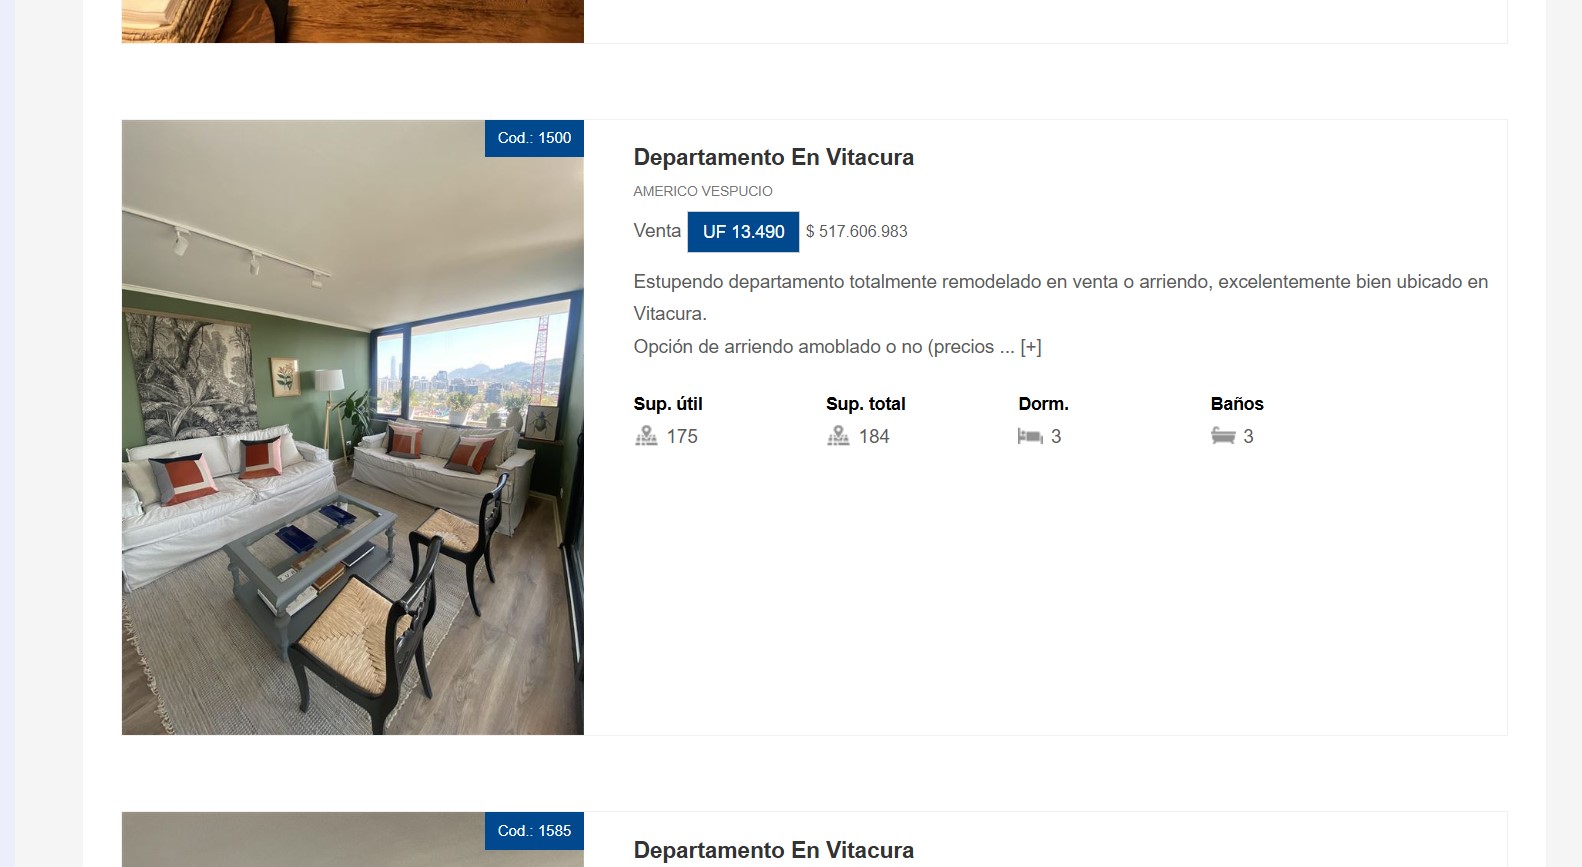 Cod.: 1500
Departamento En Vitacura
AMERICO VESPUCIO
Venta UF 13.490 $ 517.606.983
Estupendo departamento totalmente remodelado en venta o arriendo, excelentemente bien ubicado en
Vitacura.
Opción de arriendo amoblado o no (precios ... [+]
Sup. útil Sup. total Dorm. Baños
175 184 3 3
Cod.: 1585
Departamento En Vitacura